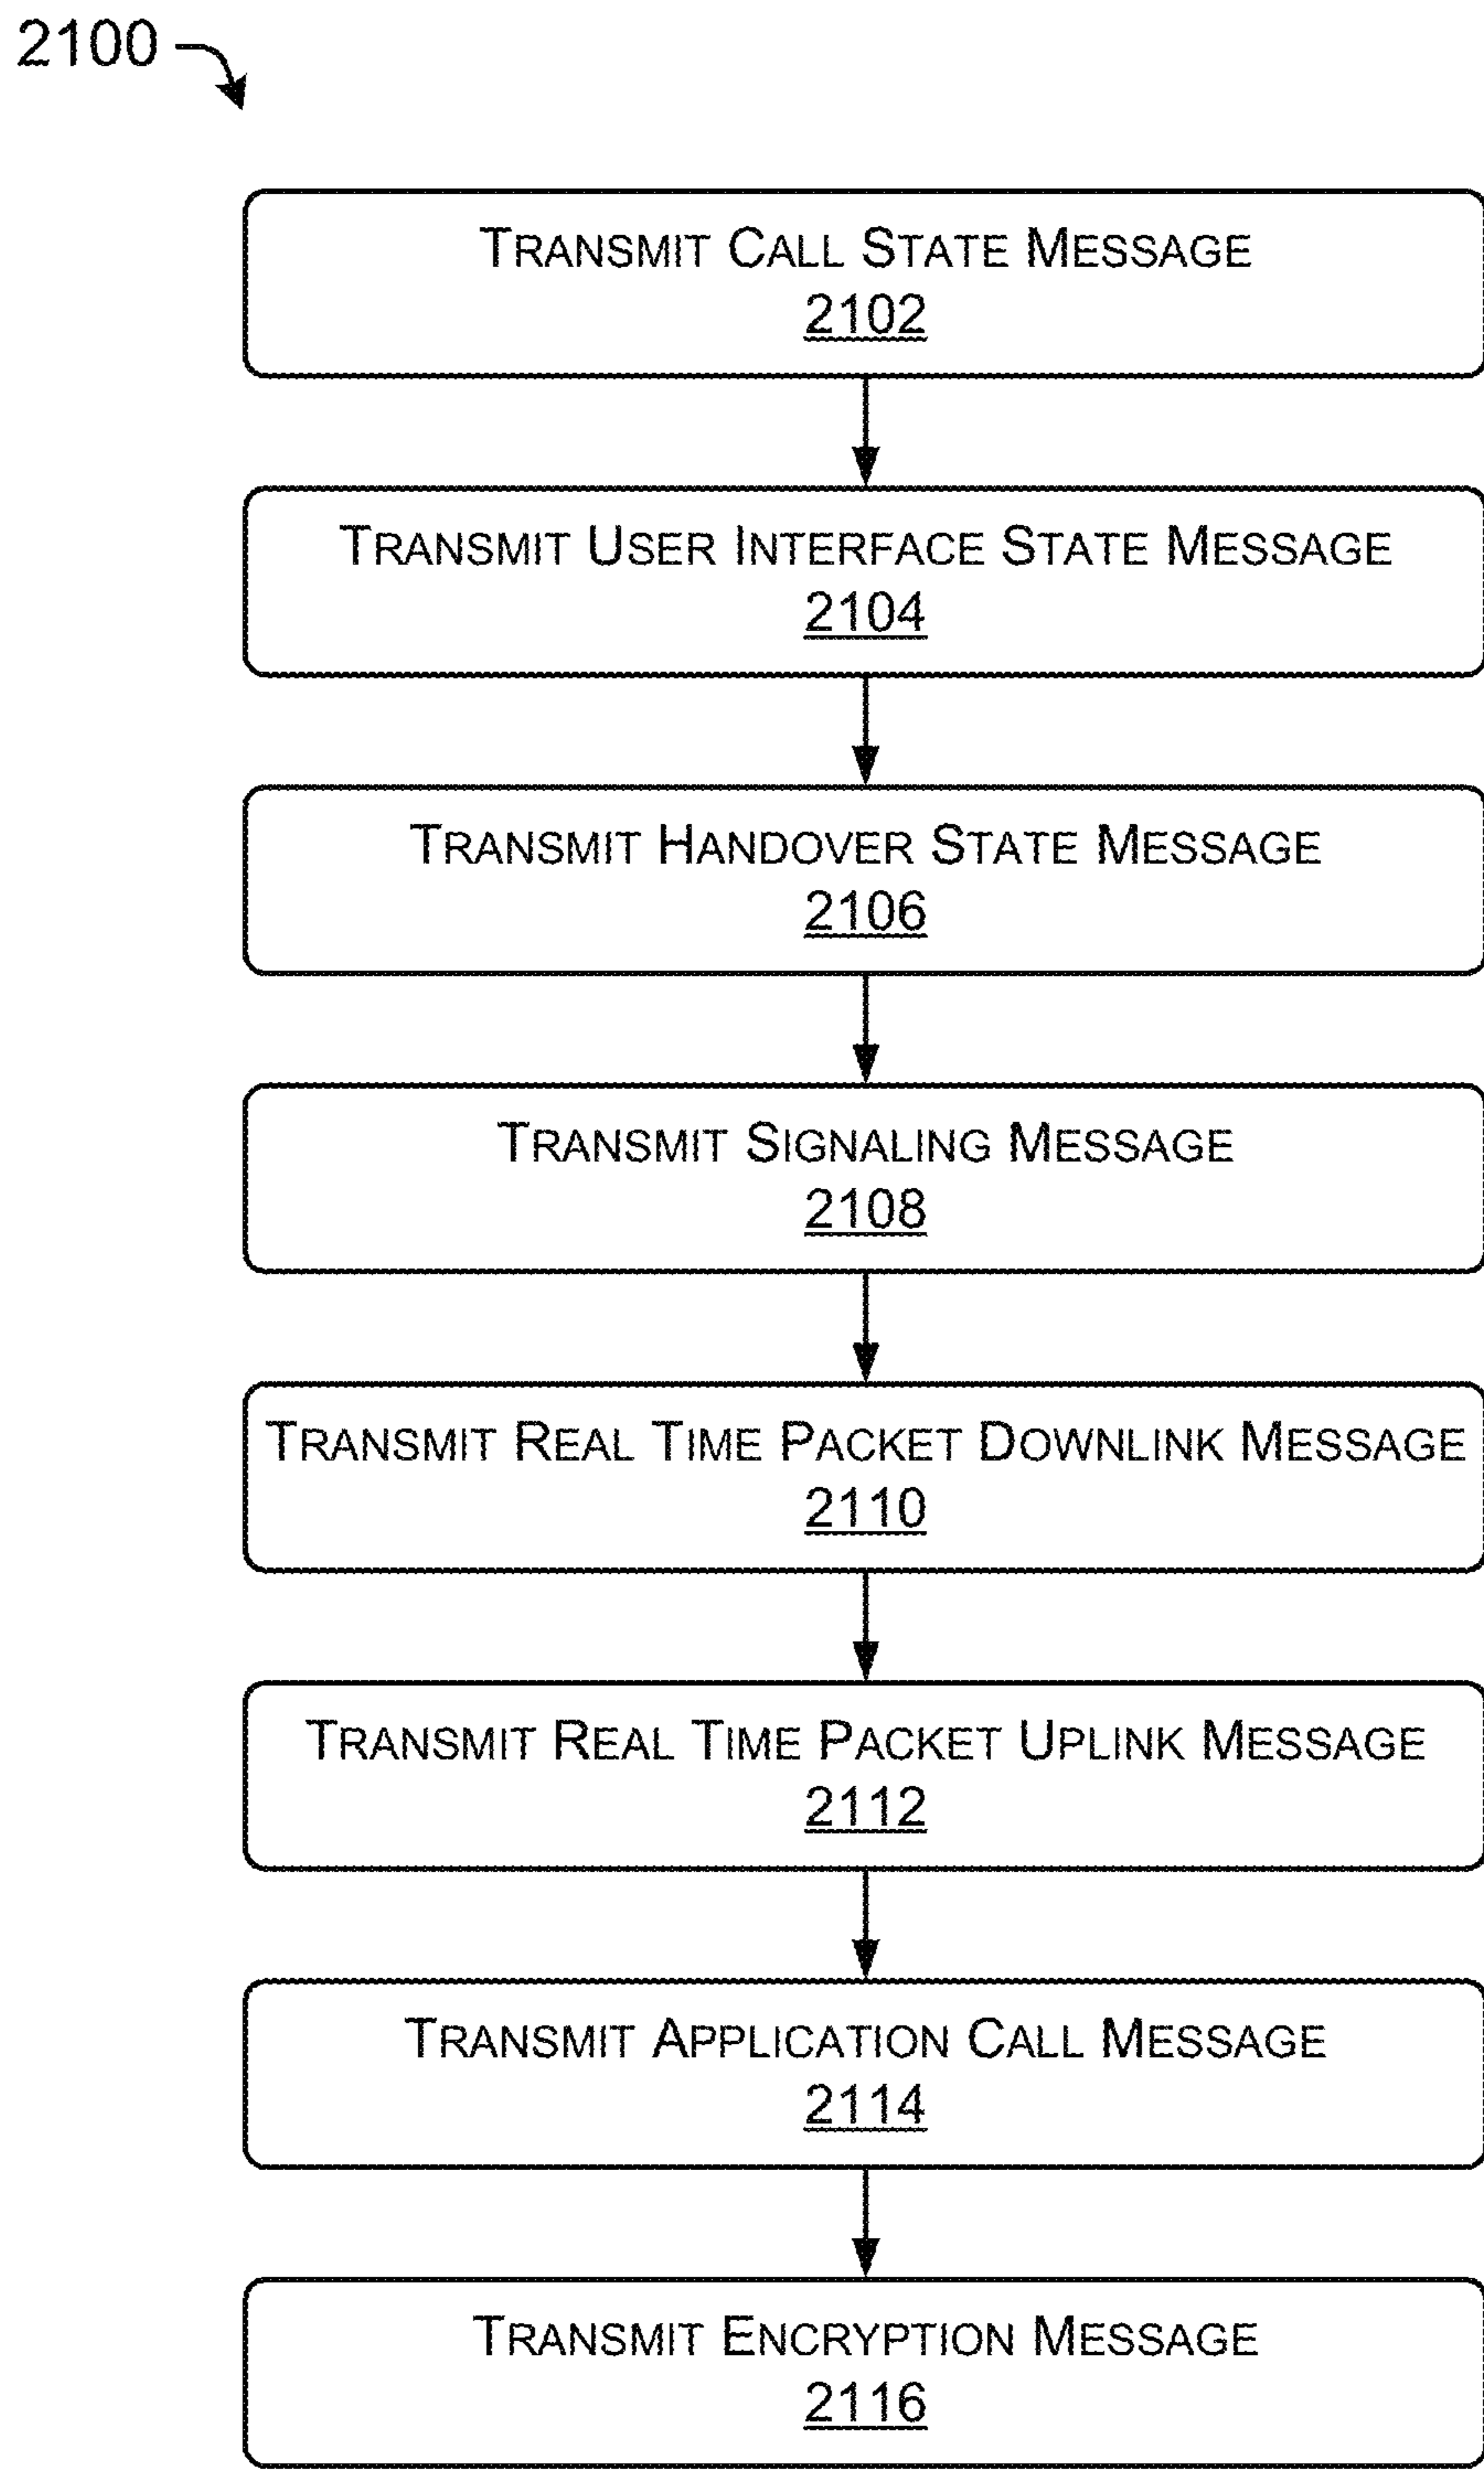 2100
TRANSMIT CALL STATE MESSAGE
2102
TRANSMIT USER INTERFACE STATE MESSAGE
2104
TRANSMIT HANDOVER STATE MESSAGE
2106
TRANSMIT SIGNALING MESSAGE
2108
TRANSMIT REAL TIME PACKET DOWNLINK MESSAGE
2110
TRANSMIT REAL TIME PACKET UPLINK MESSAGE
2112
TRANSMIT APPLICATION CALL MESSAGE
2114
TRANSMIT ENCRYPTION MESSAGE
2116